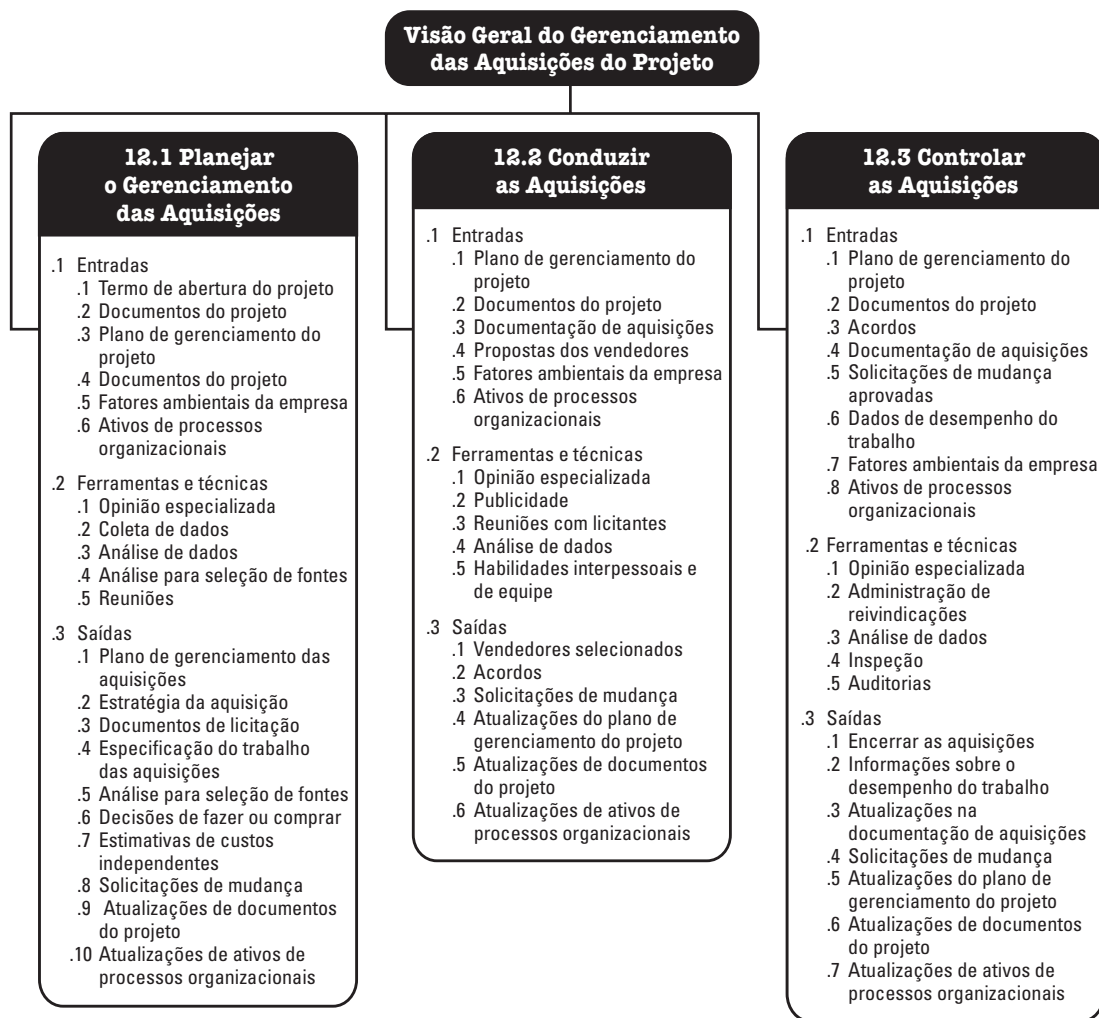 Visão Geral do Gerenciamento
das Aquisições do Projeto
12.1 Planejar
o Gerenciamento
das Aquisições
.1 Entradas
.1 Termo de abertura do projeto
.2 Documentos do projeto
.3 Plano de gerenciamento do
projeto
.4 Documentos do projeto
.5 Fatores ambientais da empresa
.6 Ativos de processos
organizacionais
.2 Ferramentas e técnicas
.1 Opinião especializada
.2 Coleta de dados
.3 Análise de dados
.4 Análise para seleção de fontes
.5 Reuniões
.3 Saídas
.1 Plano de gerenciamento das
aquisições
.2 Estratégia da aquisição
.3 Documentos de licitação
.4 Especificação do trabalho
das aquisições
.5 Análise para seleção de fontes
.6 Decisões de fazer ou comprar
.7 Estimativas de custos
independentes
.8 Solicitações de mudança
.9 Atualizações de documentos
do projeto
.10 Atualizações de ativos de
processos organizacionais
12.2 Conduzir
as Aquisições
.1 Entradas
.1 Plano de gerenciamento do
projeto
.2 Documentos do projeto
.3 Documentação de aquisições
.4 Propostas dos vendedores
.5 Fatores ambientais da empresa
.6 Ativos de processos
organizacionais
.2 Ferramentas e técnicas
.1 Opinião especializada
.2 Publicidade
.3 Reuniões com licitantes
.4 Análise de dados
.5 Habilidades interpessoais e
de equipe
.3 Saídas
.1 Vendedores selecionados
.2 Acordos
.3 Solicitações de mudança
.4 Atualizações do plano de
gerenciamento do projeto
.5 Atualizações de documentos
do projeto
.6 Atualizações de ativos de
processos organizacionais
12.3 Controlar
as Aquisições
.1 Entradas
.1 Plano de gerenciamento do
projeto
.2 Documentos do projeto
.3 Acordos
.4 Documentação de aquisições
.5 Solicitações de mudança
aprovadas
.6 Dados de desempenho do
trabalho
.7 Fatores ambientais da empresa
.8 Ativos de processos
organizacionais
.2 Ferramentas e técnicas
.1 Opinião especializada
.2 Administração de
reivindicações
.3 Análise de dados
.4 Inspeção
.5 Auditorias
.3 Saídas
.1 Encerrar as aquisições
.2 Informações sobre o
desempenho do trabalho
.3 Atualizações na
documentação de aquisições
.4 Solicitações de mudança
.5 Atualizações do plano de
gerenciamento do projeto
.6 Atualizações de documentos
do projeto
.7 Atualizações de ativos de
processos organizacionais